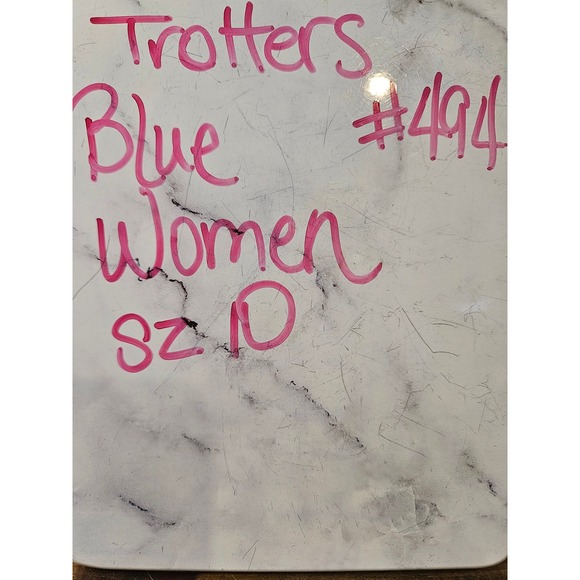 Trotters
Blue #494
Women
sz. 10